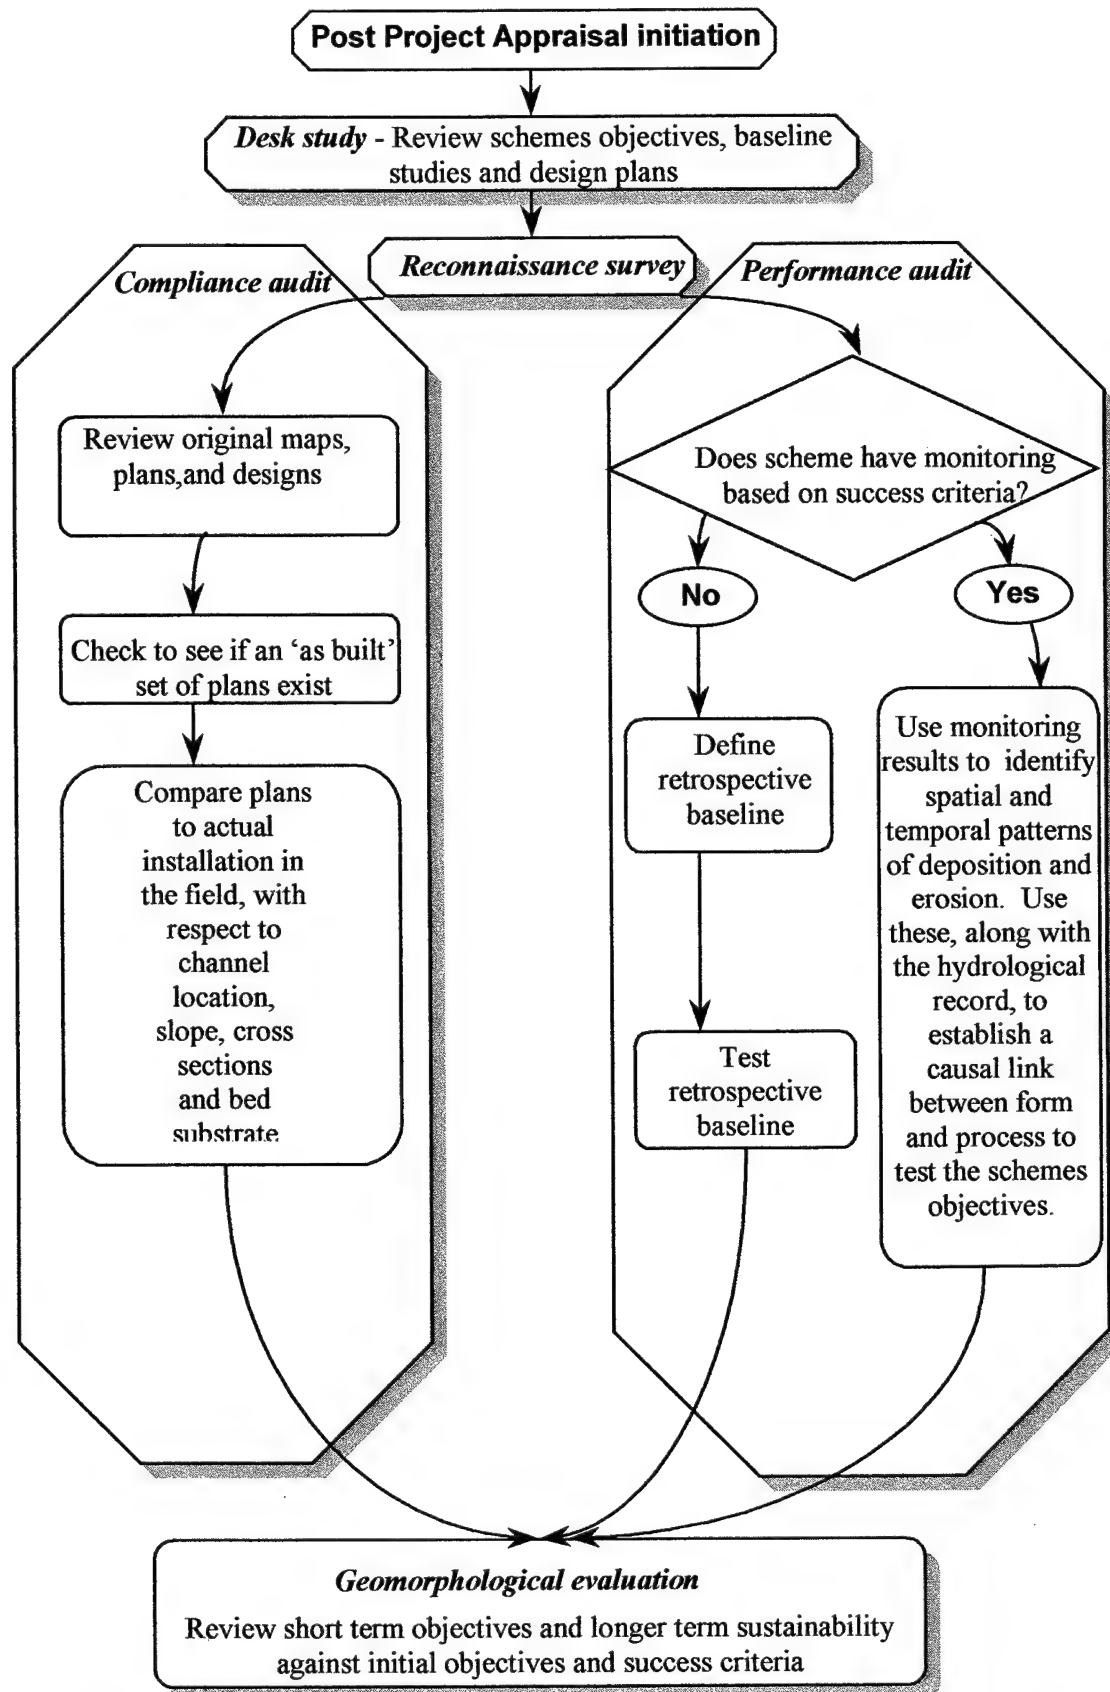 Post Project Appraisal initiation
Desk study - Review schemes objectives, baseline
studies and design plans
Reconnaissance survey
Compliance audit
Review original maps,
plans,and designs
Check to see if an ‘as built’
set of plans exist
Compare plans
to actual
installation in
the field, with
respect to
channel
location,
slope, cross
sections
and bed
substrate
Performance audit
Does scheme have monitoring
based on success criteria?
No
Define
retrospective
baseline
Test
retrospective
baseline
Yes
Use monitoring
results to identify
spatial and
temporal patterns
of deposition and
erosion. Use
these, along with
the hydrological
record, to
establish a
causal link
between form
and process to
test the schemes
objectives.
Geomorphological evaluation
Review short term objectives and longer term sustainability
against initial objectives and success criteria